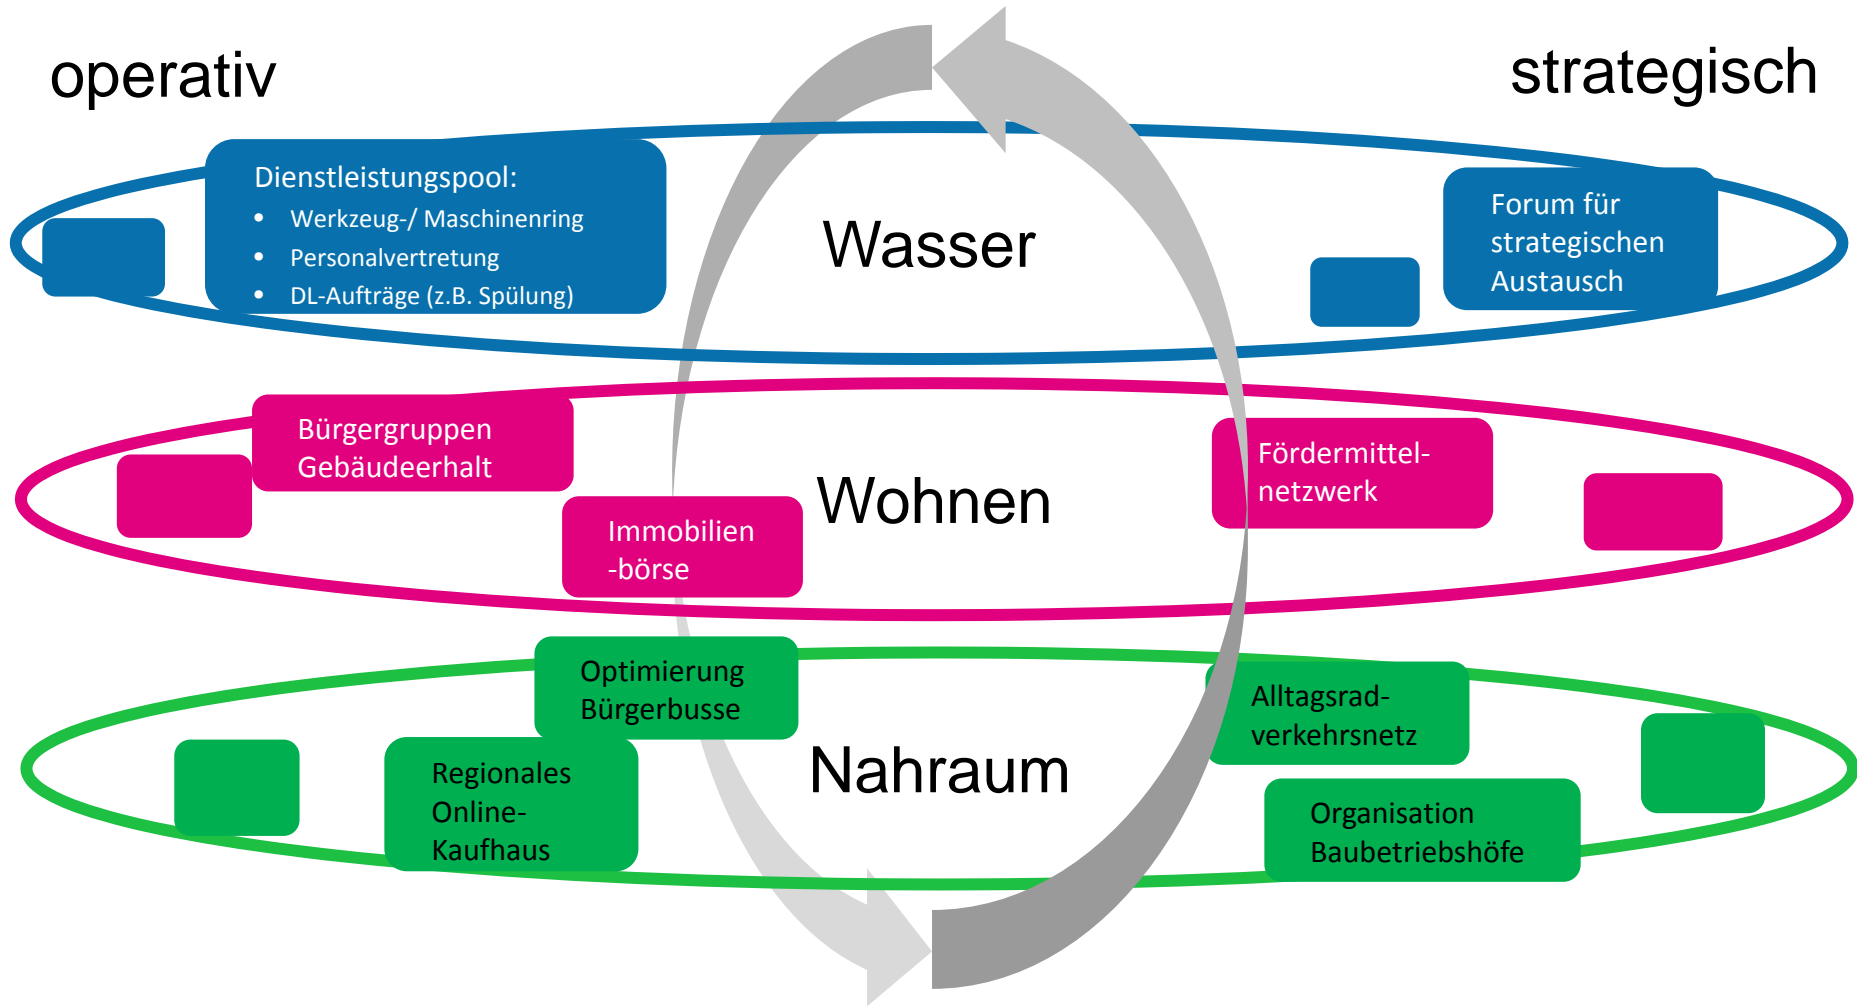 operativ
strategisch
Dienstleistungspool:
• Werkzeug-/ Maschinenring
• Personalvertretung
• DL-Aufträge (z.B. Spülung)
Wasser
Forum für
strategischen
Austausch
Bürgergruppen
Gebäudeerhalt
Immobilien
-börse
Wohnen
Fördermittel-
netzwerk
Optimierung
Bürgerbusse
Regionales
Online-
Kaufhaus
Nahraum
Alltagsrad-
verkehrsnetz
Organisation
Baubetriebshöfe